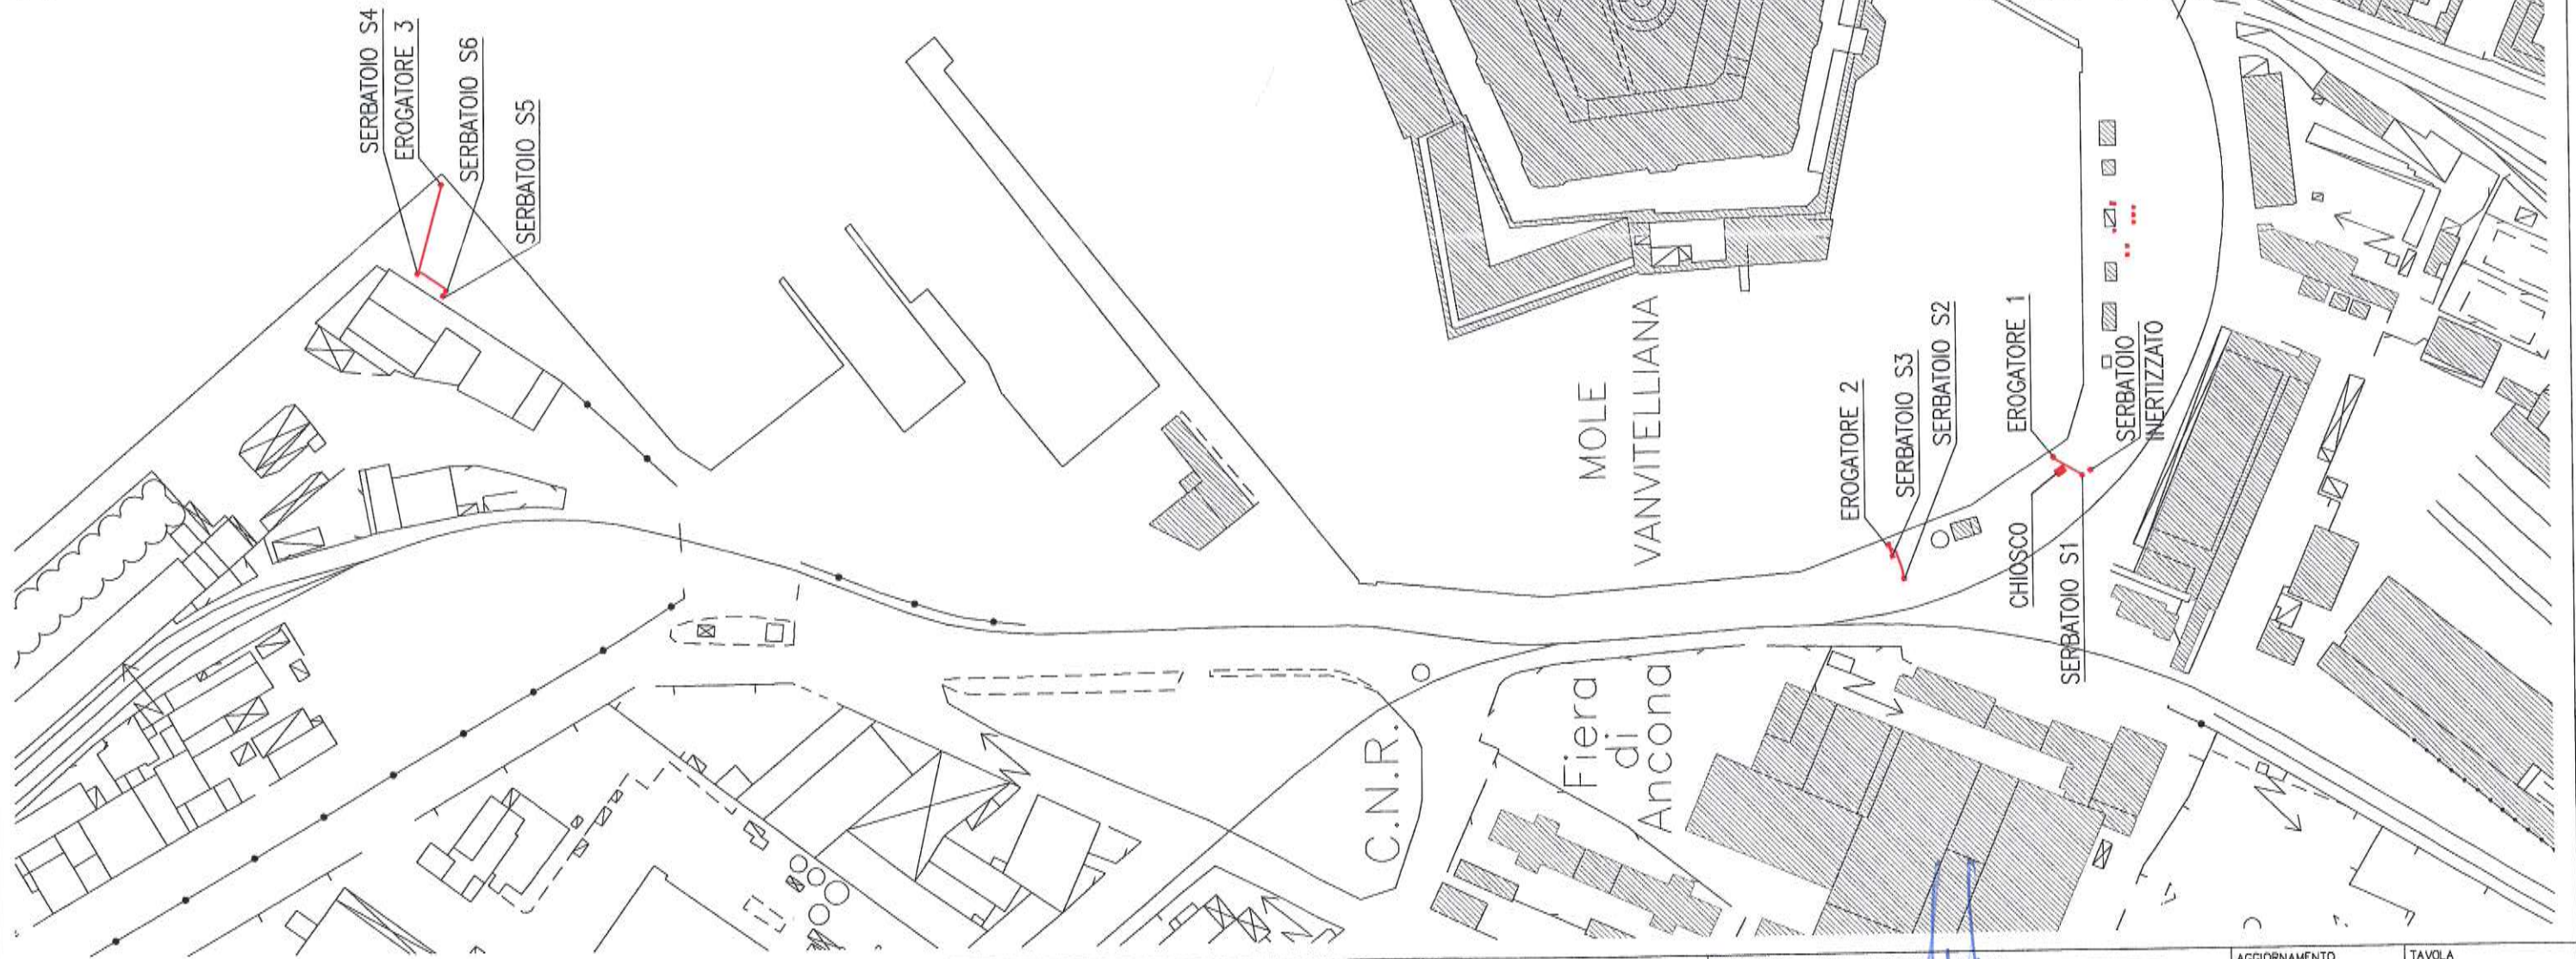 SERBATOIO S4
EROGATORE 3
SERBATOIO S6
SERBATOIO S5
MOLE
VANVITELLIANA
EROGATORE 2
SERBATOIO S3
SERBATOIO S2
EROGATORE 1
SERBATOIO
INERTIZZATO
CHIOSCO
SERBATOIO S1
C.N.R.
Fiera
di
Ancona
AGGIORNAMENTO
TAVOLA